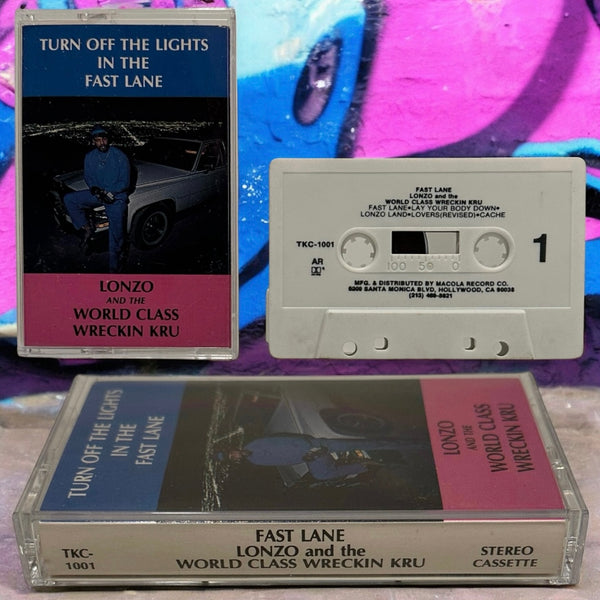 TURN OFF THE LIGHTS
IN THE
FAST LANE
LONZO
AND THE
WORLD CLASS
WRECKIN KRU
FAST LANE
LONZO and the
WORLD CLASS WRECKIN KRU
FAST LANE•LAY YOUR BODY DOWN•
LONZO LAND•LOVERS(REVISED)•CACHE
TKC-1001
AR
1
100 50 0
MFG. & DISTRIBUTED BY MACOLA RECORD CO.
6209 SANTA MONICA BLVD, HOLLYWOOD, CA 90038
(213) 469-5821
TURN OFF THE LIGHTS
IN THE
FAST LANE
LONZO
AND THE
WORLD CLASS
WRECKIN KRU
TKC-
1001
FAST LANE
LONZO and the
WORLD CLASS WRECKIN KRU
STEREO
CASSETTE